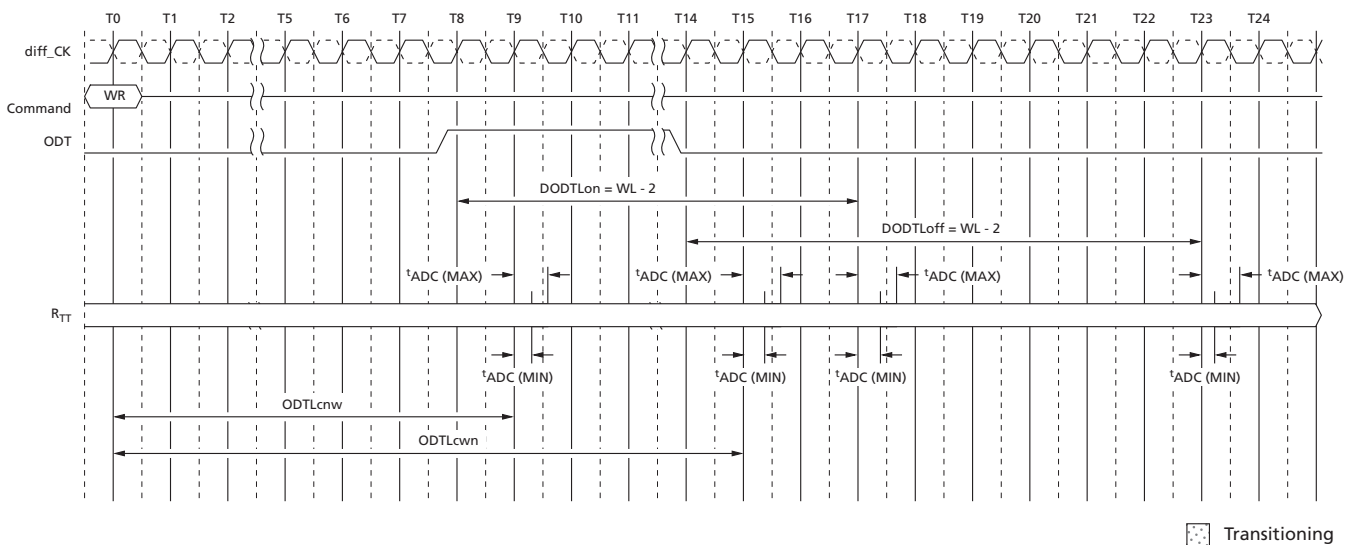 T0 T1 T2 T5 T6 T7 T8 T9 T10 T11 T14 T15 T16 T17 T18 T19 T20 T21 T22 T23 T24
diff_CK
WR
Command
ODT
DODTLon = WL - 2
DODTLoff = WL - 2
tADC (MAX) tADC (MAX) tADC (MAX) tADC (MAX)
RTT
tADC (MIN) tADC (MIN) tADC (MIN) tADC (MIN)
ODTLcnw
ODTLcwn
Transitioning